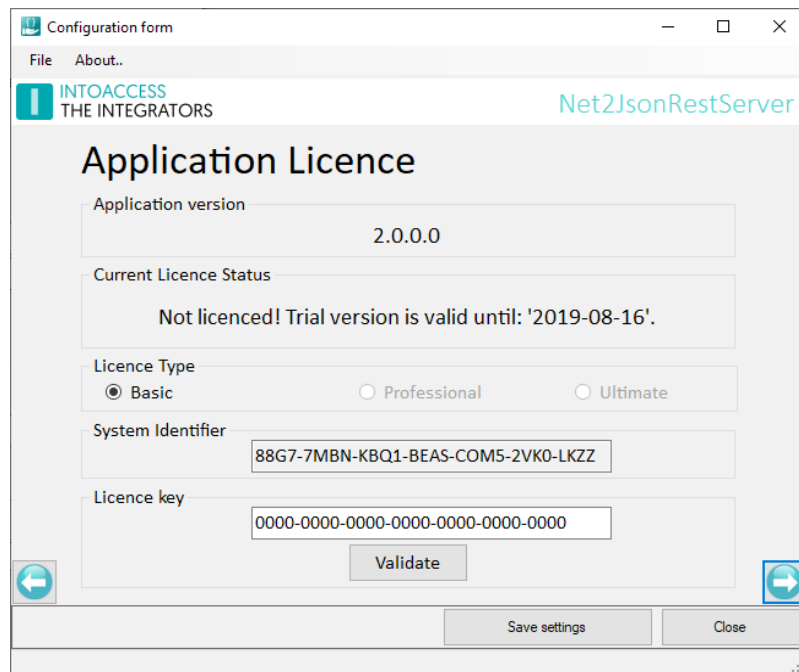 Configuration form
File About..
INTOACCESS
THE INTEGRATORS
Net2JsonRestServer
Application Licence
Application version
2.0.0.0
Current Licence Status
Not licenced! Trial version is valid until: '2019-08-16'.
Licence Type
Basic Professional Ultimate
System Identifier
88G7-7MBN-KBQ1-BEAS-COM5-2VK0-LKZZ
Licence key
0000-0000-0000-0000-0000-0000-0000
Validate
Save settings Close